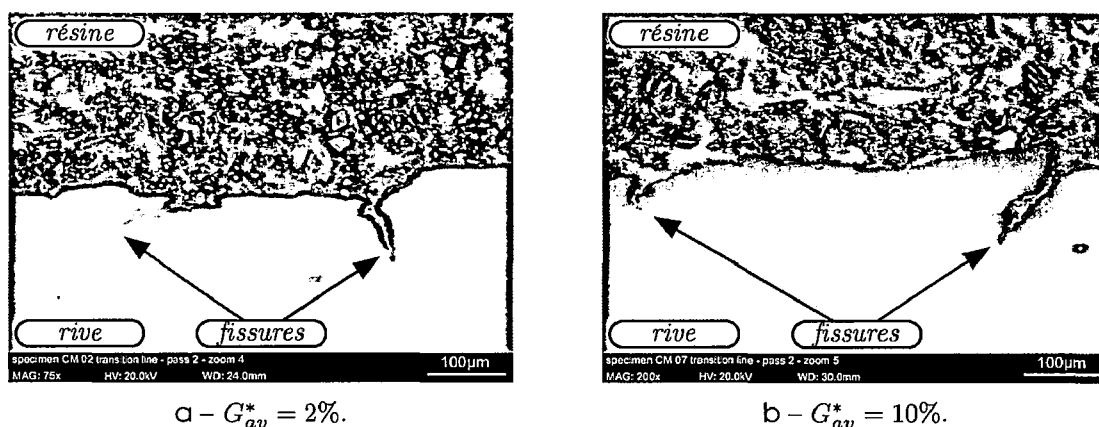 résine
résine
rive
fissures
rive
fissures
specimen CM 02 transition line - pass 2 - zoom 4
100µm
MAG: 75x HV: 20.0kV WD: 24.0mm
specimen CM 07 transition line - pass 2 - zoom 5
100µm
MAG: 200x HV: 20.0kV WD: 30.0mm
a – G*av = 2%.
b – G*av = 10%.